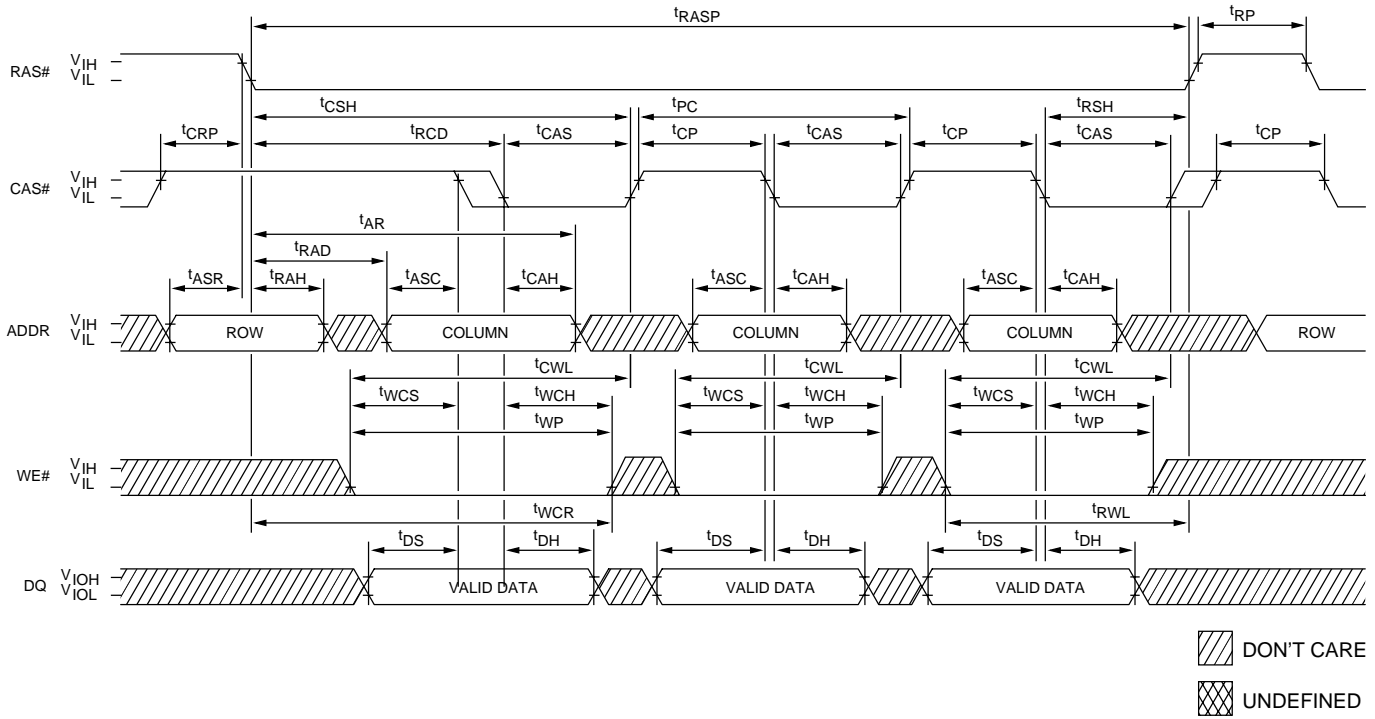 tRASP tRP
RAS# VIH
VIL
tCSH tPC tRSH
tCRP tRCD tCAS tCP tCAS tCP tCAS tCP
CAS# VIH
VIL
tAR
tRAD
tASR tRAH tASC tCAH tASC tCAH tASC tCAH
ADDR VIH
VIL
ROW COLUMN COLUMN COLUMN ROW
tCWL tCWL tCWL
tWCS tWCH tWCS tWCH tWCS tWCH
tWP tWP tWP
WE# VIH
VIL
tWCR tRWL
tDS tDH tDS tDH tDS tDH
DQ VIOH
VIOL
VALID DATA VALID DATA VALID DATA
DON'T CARE
UNDEFINED